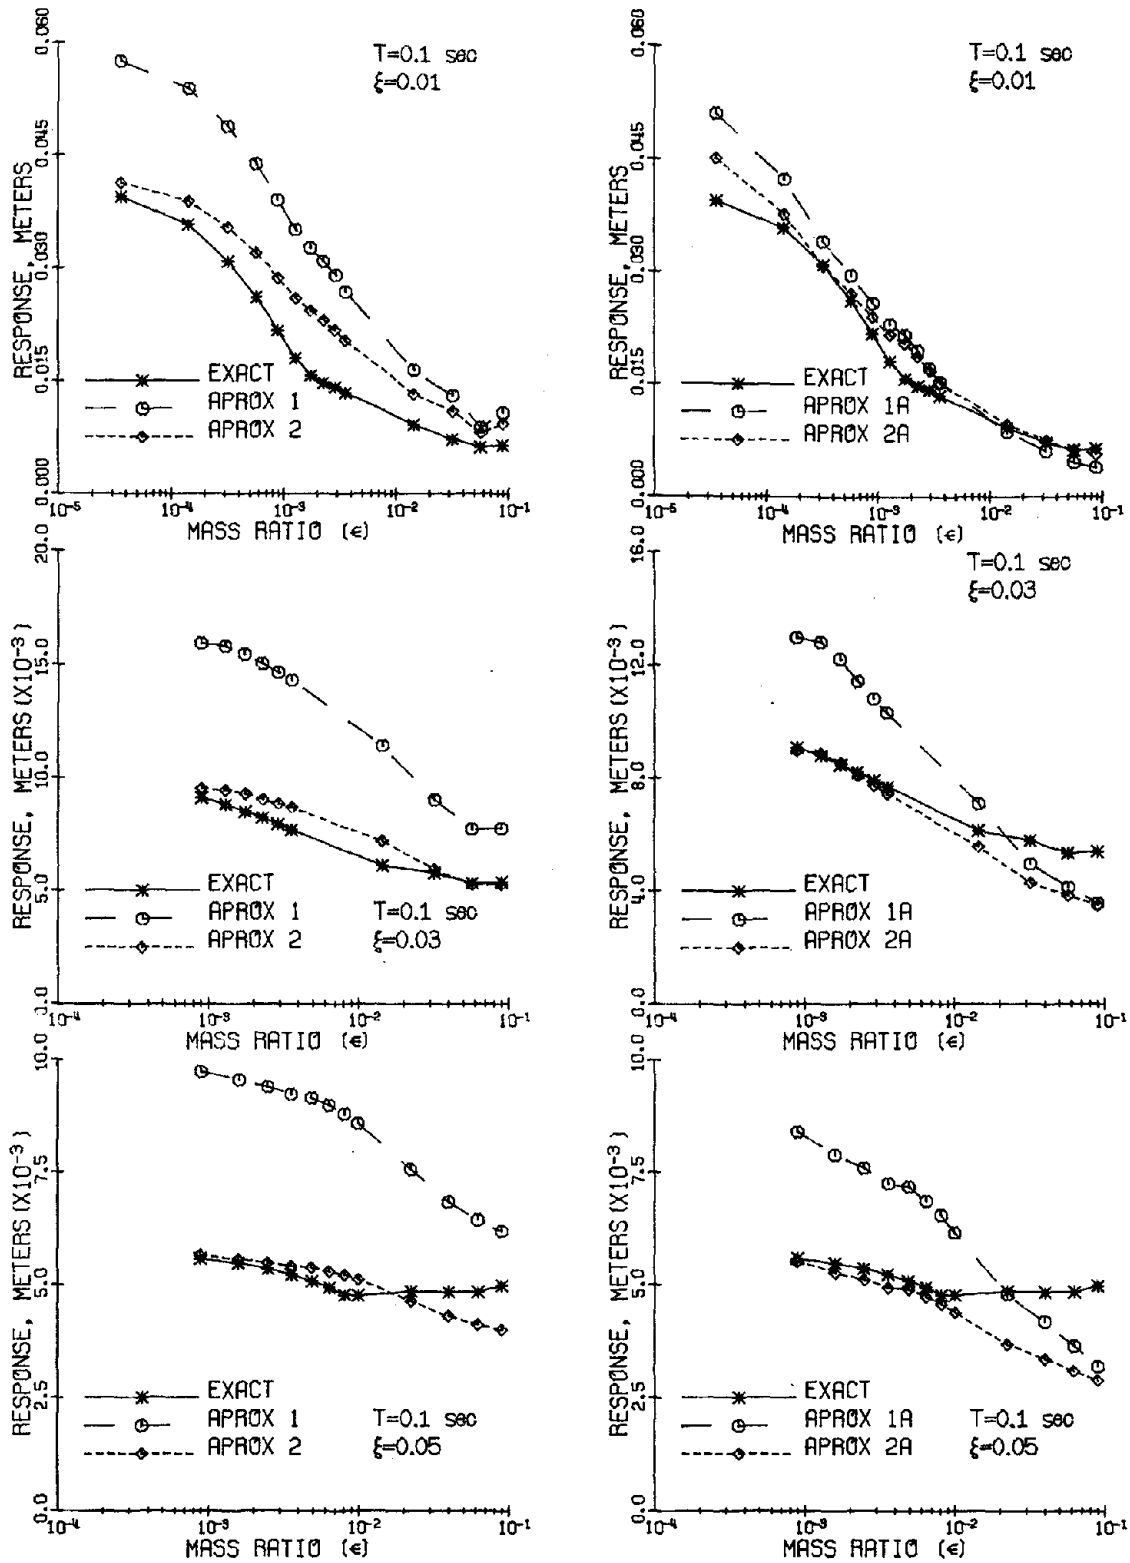 T=0.1 sec
ξ=0.01
RESPONSE, METERS
0.060
0.045
0.030
0.015
0.000
EXACT
APROX 1
APROX 2
10⁻⁵ 10⁻⁴ 10⁻³ 10⁻² 10⁻¹
MASS RATIO (ϵ)
T=0.1 sec
ξ=0.01
RESPONSE, METERS
0.060
0.045
0.030
0.015
0.000
EXACT
APROX 1A
APROX 2A
10⁻⁵ 10⁻⁴ 10⁻³ 10⁻² 10⁻¹
MASS RATIO (ϵ)
RESPONSE, METERS (X10⁻³)
20.0
15.0
10.0
5.0
0.0
EXACT
APROX 1
APROX 2
T=0.1 sec
ξ=0.03
10⁻⁴ 10⁻³ 10⁻² 10⁻¹
MASS RATIO (ϵ)
T=0.1 sec
ξ=0.03
RESPONSE, METERS (X10⁻³)
16.0
12.0
8.0
4.0
0.0
EXACT
APROX 1A
APROX 2A
10⁻⁴ 10⁻³ 10⁻² 10⁻¹
MASS RATIO (ϵ)
RESPONSE, METERS (X10⁻³)
10.0
7.5
5.0
2.5
0.0
EXACT
APROX 1
APROX 2
T=0.1 sec
ξ=0.05
10⁻⁴ 10⁻³ 10⁻² 10⁻¹
MASS RATIO (ϵ)
RESPONSE, METERS (X10⁻³)
10.0
7.5
5.0
2.5
0.0
EXACT
APROX 1A
APROX 2A
T=0.1 sec
ξ=0.05
10⁻⁴ 10⁻³ 10⁻² 10⁻¹
MASS RATIO (ϵ)